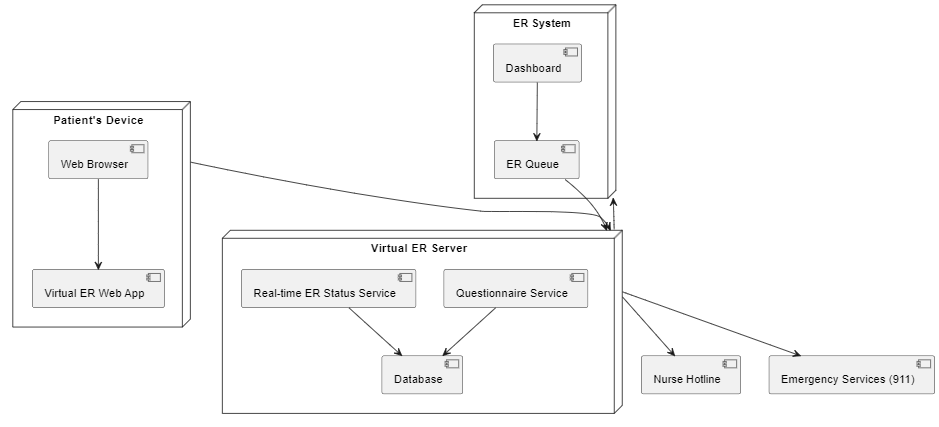 ER System
Dashboard
ER Queue
Patient's Device
Web Browser
Virtual ER Web App
Virtual ER Server
Real-time ER Status Service
Questionnaire Service
Database
Nurse Hotline
Emergency Services (911)